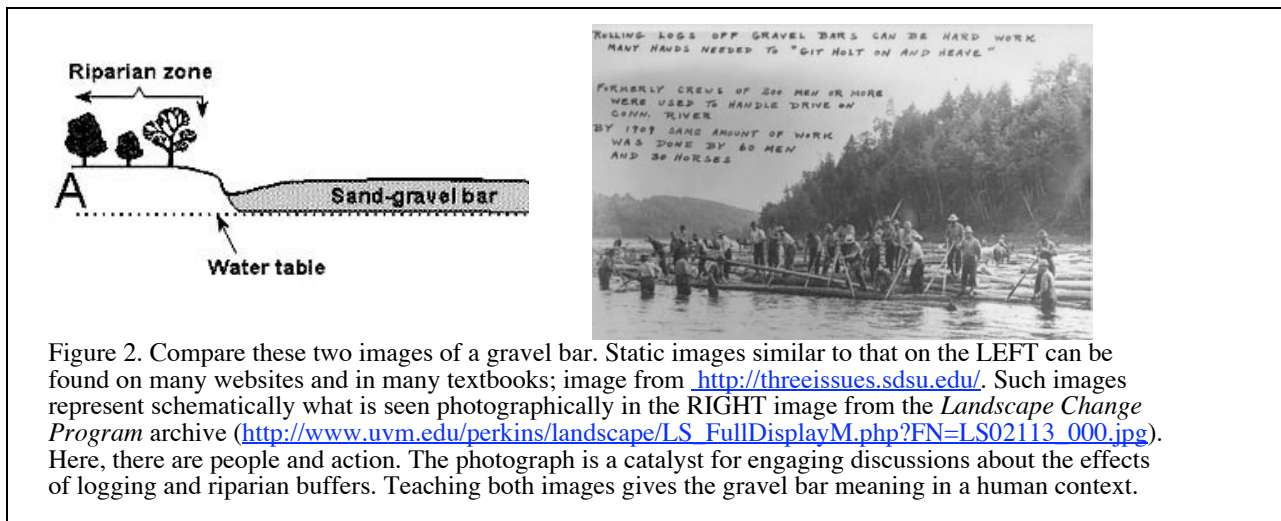 Riparian zone
A
Sand-gravel bar
Water table
ROLLING LOGS OFF GRAVEL BARS CAN BE HARD WORK
MANY HANDS NEEDED TO "GIT HOLT ON AND HEAVE"
FORMERLY CREWS OF 200 MEN OR MORE
WERE USED TO HANDLE DRIVE ON
CONN. RIVER
BY 1909 SAME AMOUNT OF WORK
WAS DONE BY 60 MEN
AND 30 HORSES
Figure 2. Compare these two images of a gravel bar. Static images similar to that on the LEFT can be
found on many websites and in many textbooks; image from http://threeissues.sdsu.edu/. Such images
represent schematically what is seen photographically in the RIGHT image from the Landscape Change
Program archive (http://www.uvm.edu/perkins/landscape/LS_FullDisplayM.php?FN=LS02113_000.jpg).
Here, there are people and action. The photograph is a catalyst for engaging discussions about the effects
of logging and riparian buffers. Teaching both images gives the gravel bar meaning in a human context.